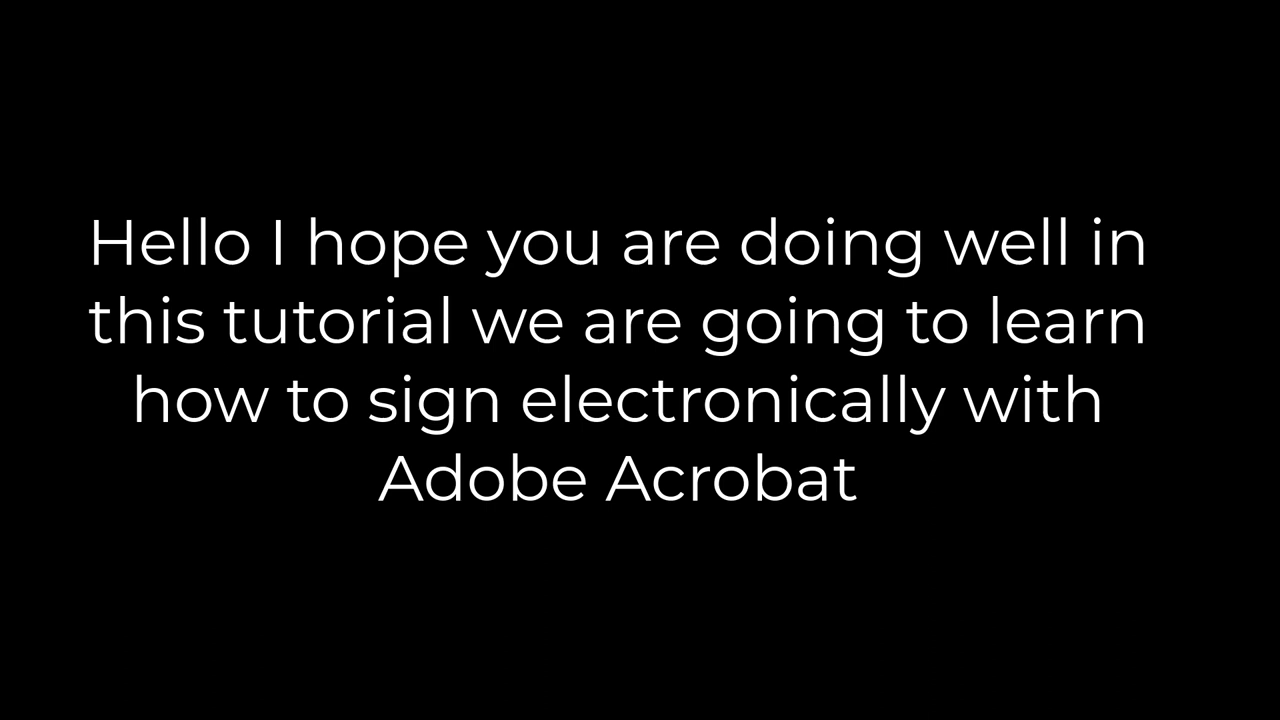 Hello I hope you are doing well in
this tutorial we are going to learn
how to sign electronically with
Adobe Acrobat